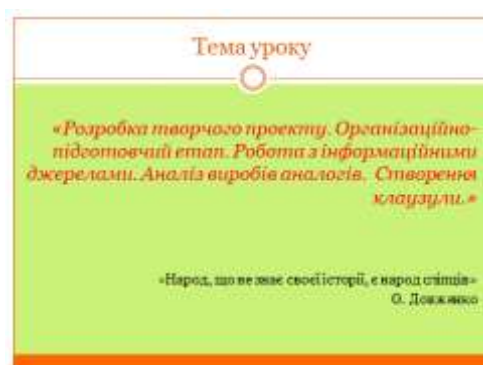 Тема уроку
«Розробка творчого проекту. Організаційно-
підготовчий етап. Робота з інформаційними
джерелами. Аналіз виробів аналогів. Створення
клаузули.»
«Народ, що не знає своєї історії, є народ сліпців»
О. Довженко